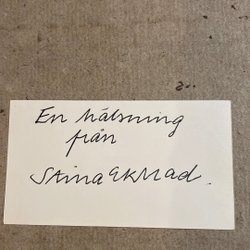 En hälsning
från
Stina Ekblad.